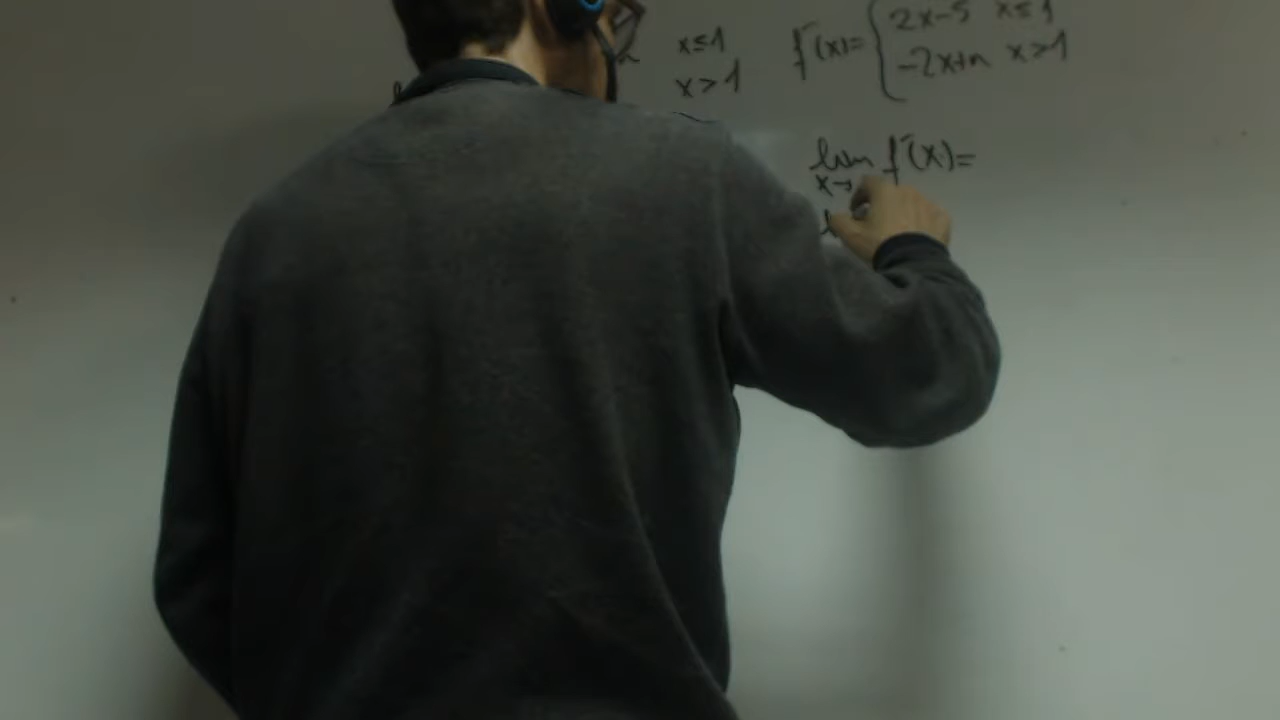 x≤1 f'(x)= { 2x-5 x≤1
x>1 -2x+n x>1
lim f'(x)=
x→